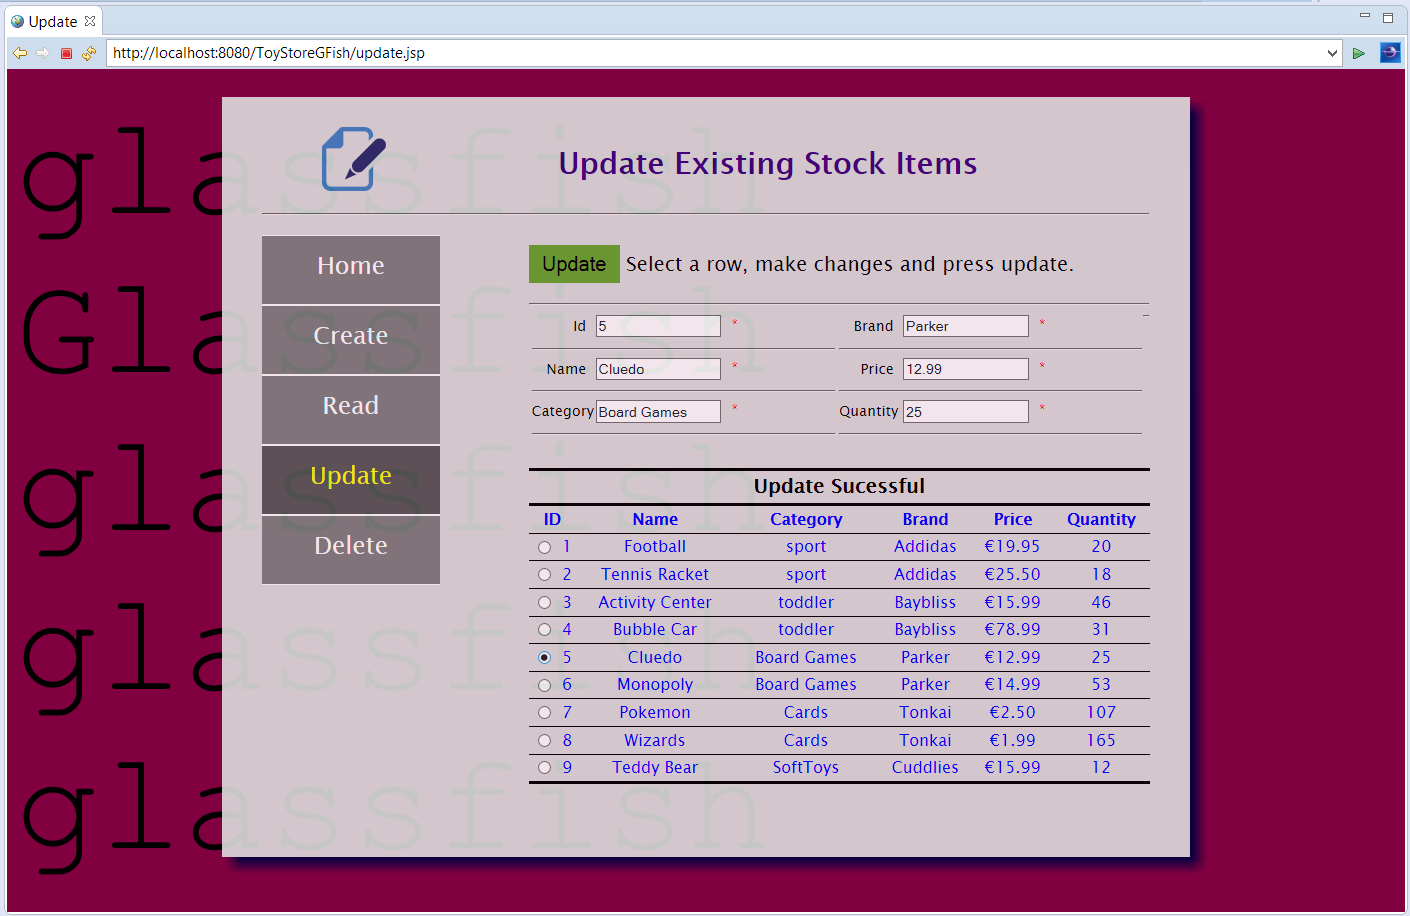 Update
http://localhost:8080/ToyStoreGFish/update.jsp
glassfish
Update Existing Stock Items
Home
Create
Read
Update
Delete
Update Select a row, make changes and press update.
Id 5 * Brand Parker *
Name Cluedo * Price 12.99 *
Category Board Games * Quantity 25 *
Glassfish
glassfish
glassfish
glassfish
Update Sucessful
ID Name Category Brand Price Quantity
1 Football sport Addidas €19.95 20
2 Tennis Racket sport Addidas €25.50 18
3 Activity Center toddler Baybliss €15.99 46
4 Bubble Car toddler Baybliss €78.99 31
5 Cluedo Board Games Parker €12.99 25
6 Monopoly Board Games Parker €14.99 53
7 Pokemon Cards Tonkai €2.50 107
8 Wizards Cards Tonkai €1.99 165
9 Teddy Bear SoftToys Cuddlies €15.99 12